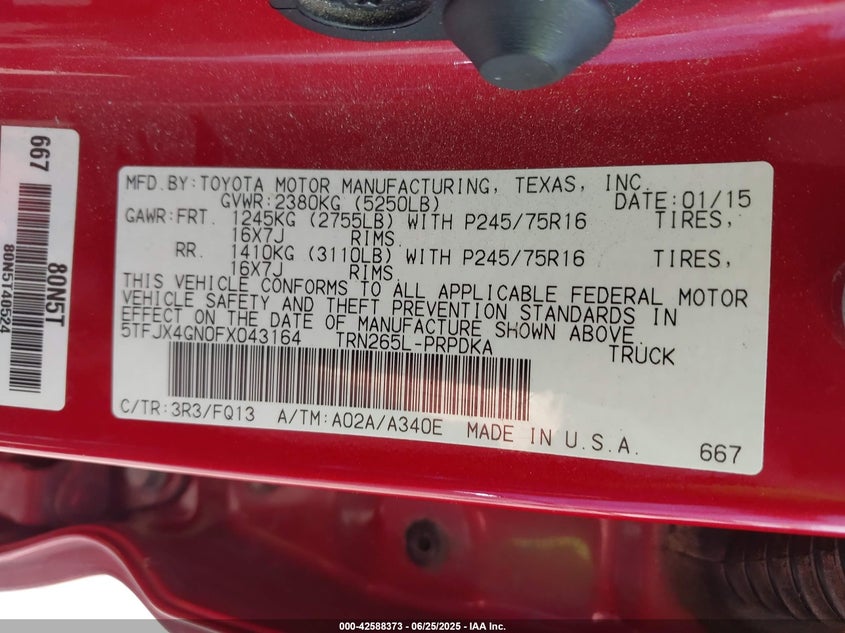 667
80N5T
80N5T40524
MFD.BY:TOYOTA MOTOR MANUFACTURING, TEXAS, INC.
GVWR:2380KG (5250LB) DATE:01/15
GAWR:FRT. 1245KG (2755LB) WITH P245/75R16 TIRES,
16X7J RIMS.
RR. 1410KG (3110LB) WITH P245/75R16 TIRES,
16X7J RIMS.
THIS VEHICLE CONFORMS TO ALL APPLICABLE FEDERAL MOTOR
VEHICLE SAFETY AND THEFT PREVENTION STANDARDS IN
EFFECT ON THE DATE OF MANUFACTURE SHOWN ABOVE.
5TFJX4GN0FX043164 TRN265L-PRPDKA TRUCK
C/TR:3R3/FQ13 A/TM:A02A/A340E MADE IN U.S.A.
667
000-42588373 | 06/25/2025 - IAA Inc.